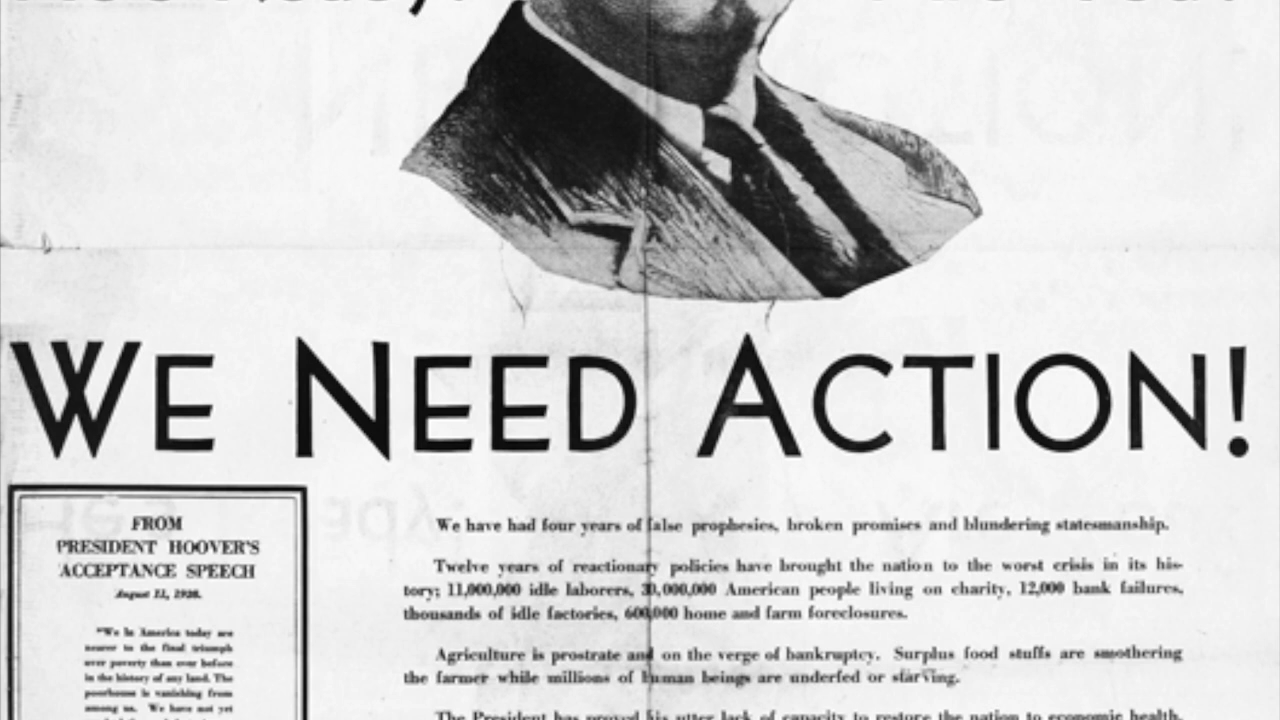 WE NEED ACTION!
FROM
PRESIDENT HOOVER'S
ACCEPTANCE SPEECH
August 11, 1928.
"We in America today are
nearer to the final triumph
over poverty than ever before
in the history of any land. The
poorhouse is vanishing from
among us. We have not yet
We have had four years of false prophesies, broken promises and blundering statesmanship.
Twelve years of reactionary policies have brought the nation to the worst crisis in its his-
tory; 11,000,000 idle laborers, 30,000,000 American people living on charity, 12,000 bank failures,
thousands of idle factories, 600,000 home and farm foreclosures.
Agriculture is prostrate and on the verge of bankruptcy. Surplus food stuffs are smothering
the farmer while millions of human beings are underfed or starving.
The President has proved his utter lack of capacity to restore the nation to economic health.